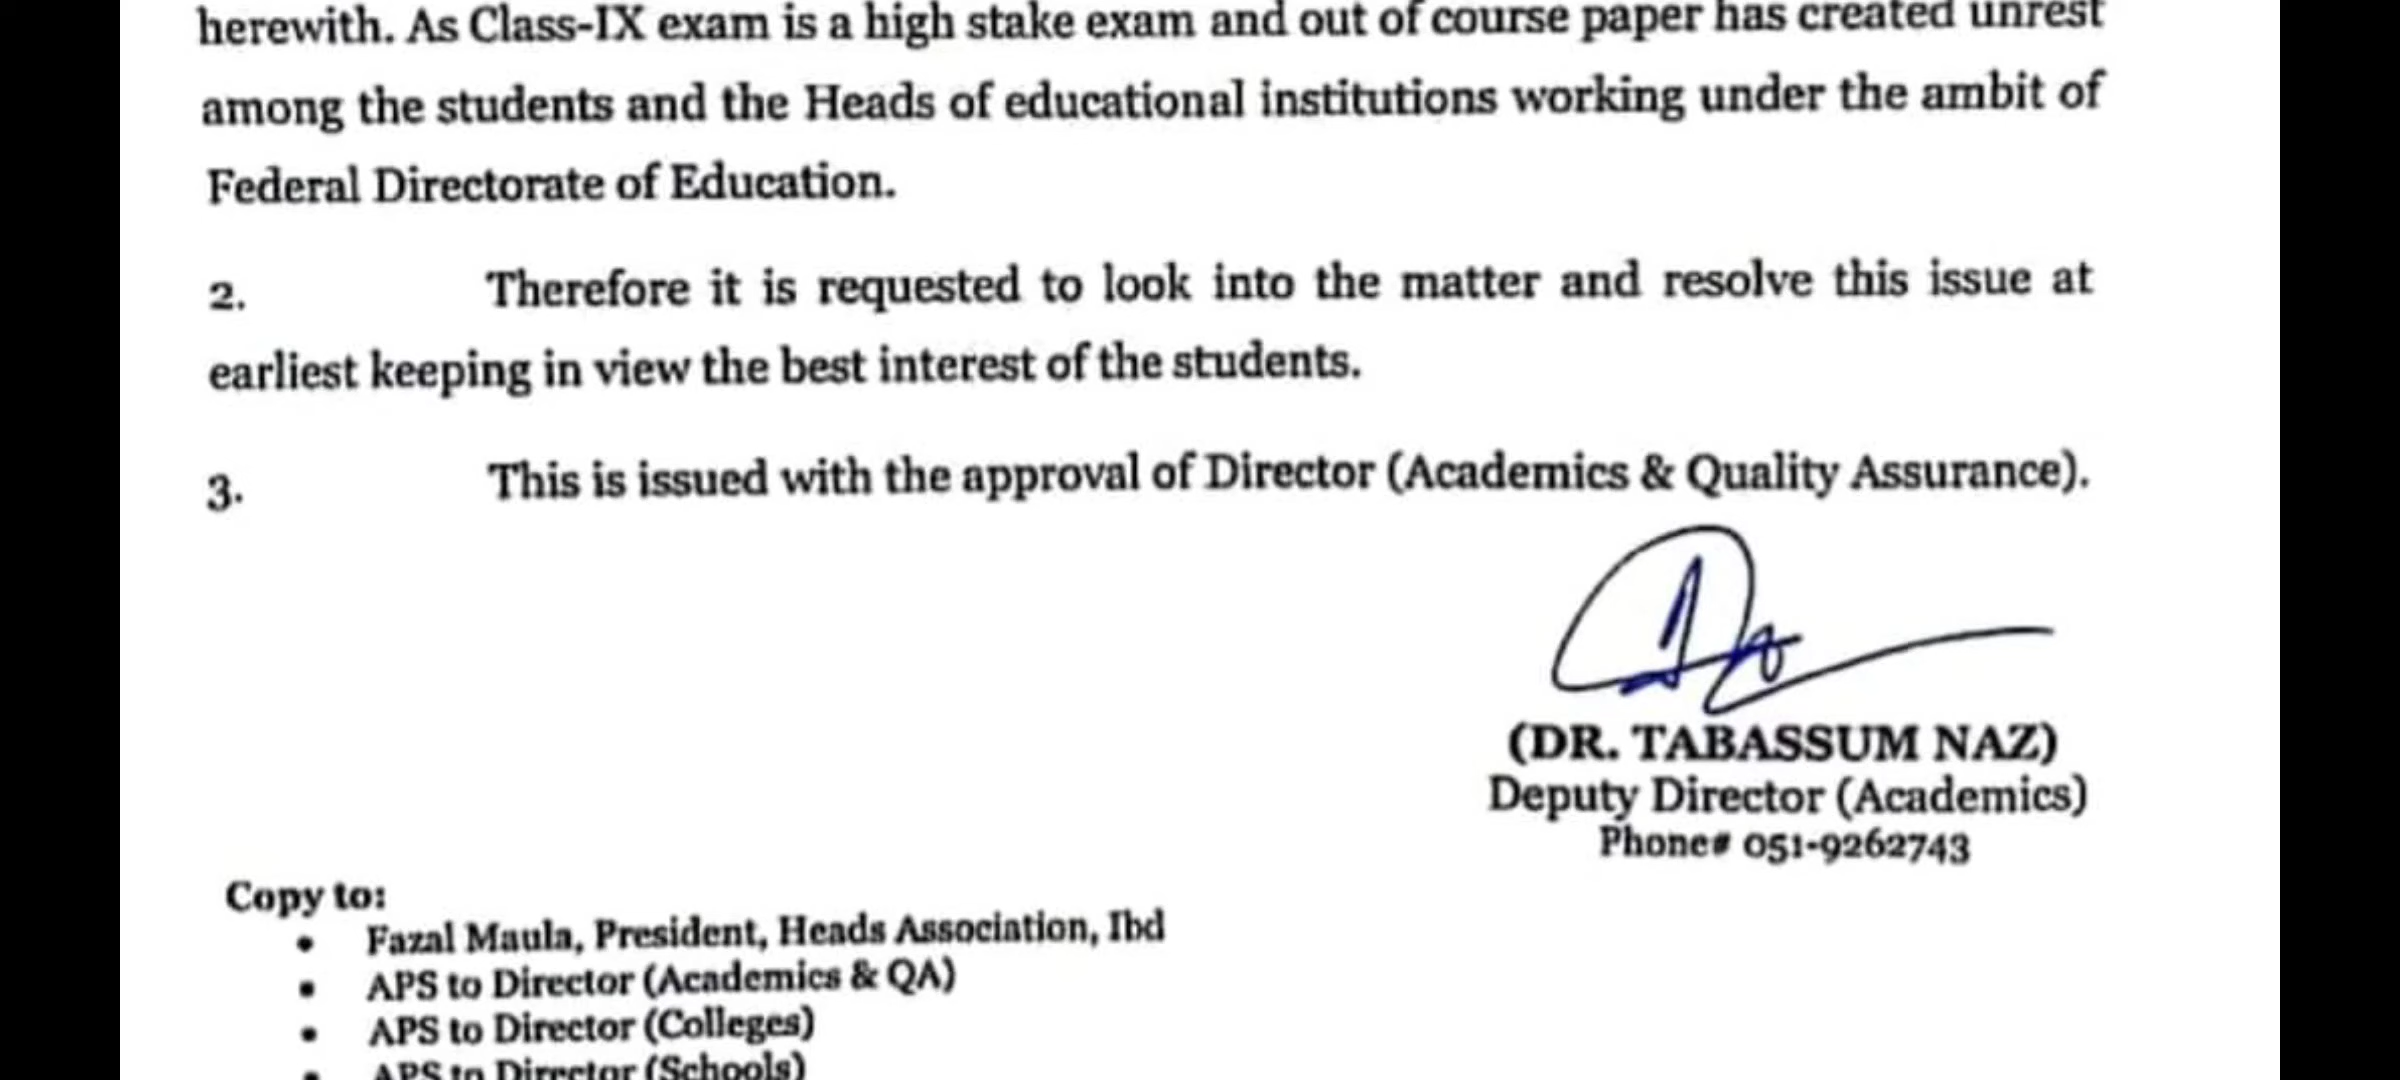 herewith. As Class-IX exam is a high stake exam and out of course paper has created unrest
among the students and the Heads of educational institutions working under the ambit of
Federal Directorate of Education.
2. Therefore it is requested to look into the matter and resolve this issue at
earliest keeping in view the best interest of the students.
3. This is issued with the approval of Director (Academics & Quality Assurance).
(DR. TABASSUM NAZ)
Deputy Director (Academics)
Phone# 051-9262743
Copy to:
• Fazal Maula, President, Heads Association, Ibd
• APS to Director (Academics & QA)
• APS to Director (Colleges)
• APS to Director (Schools)